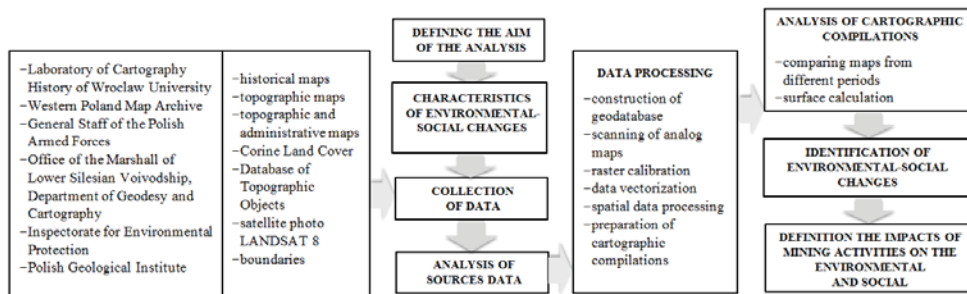 –Laboratory of Cartography
History of Wroclaw University
–Western Poland Map Archive
–General Staff of the Polish
Armed Forces
–Office of the Marshall of
Lower Silesian Voivodship,
Department of Geodesy and
Cartography
–Inspectorate for Environmental
Protection
–Polish Geological Institute
–historical maps
–topographic maps
–topographic and
administrative maps
–Corine Land Cover
–Database of
Topographic
Objects
–satellite photo
LANDSAT 8
–boundaries
DEFINING THE AIM
OF THE ANALYSIS
CHARACTERISTICS
OF ENVIRONMENTAL-
SOCIAL CHANGES
COLLECTION
OF DATA
ANALYSIS OF
SOURCES DATA
DATA PROCESSING
–construction of
geodatabase
–scanning of analog
maps
–raster calibration
–data vectorization
–spatial data processing
–preparation of
cartographic
compilations
ANALYSIS OF CARTOGRAPHIC
COMPILATIONS
–comparing maps from
different periods
–surface calculation
IDENTIFICATION OF
ENVIRONMENTAL-SOCIAL
CHANGES
DEFINITION THE IMPACTS OF
MINING ACTIVITIES ON THE
ENVIRONMENTAL
AND SOCIAL